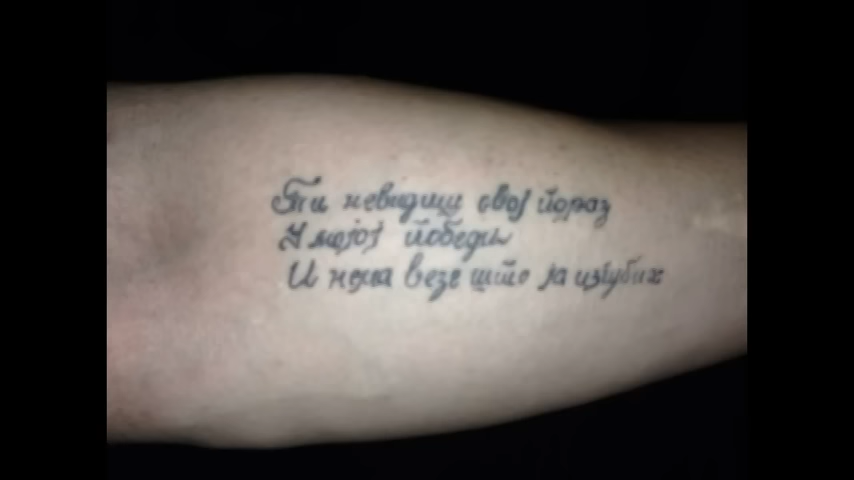 Ти невидиш свој пораз
У мојој победи
И нема везе што ја изгубих